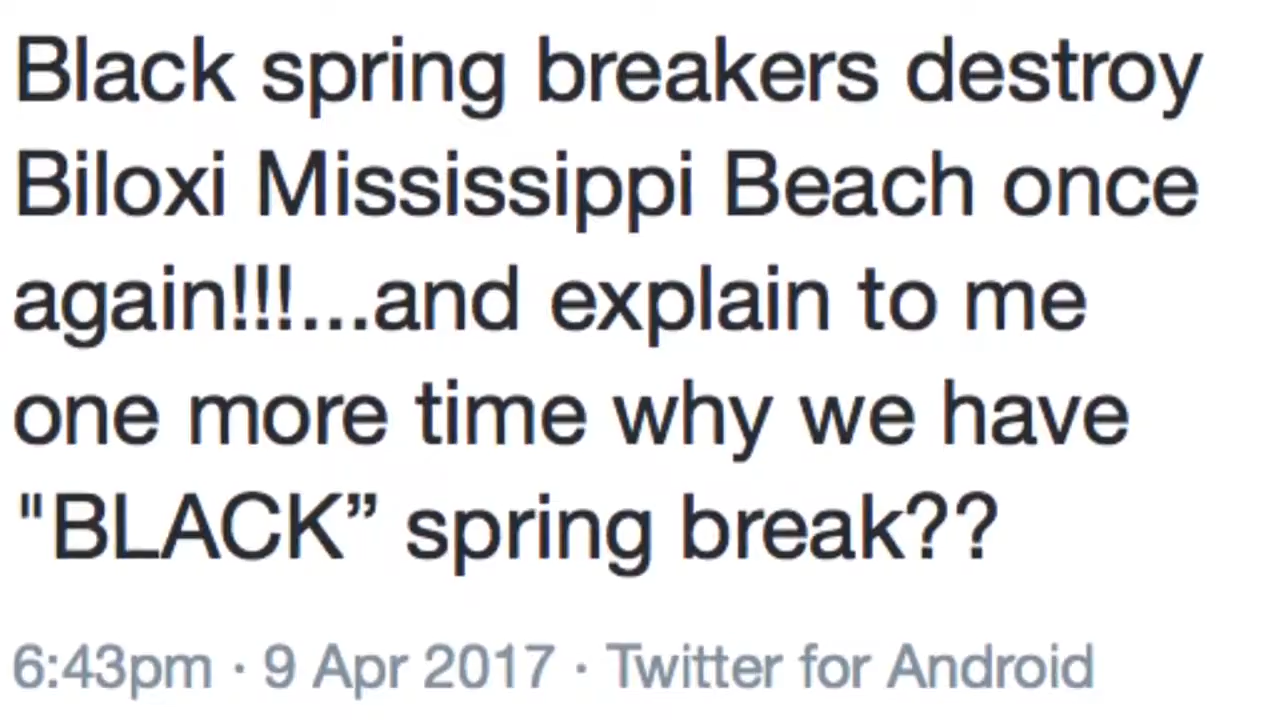 Black spring breakers destroy
Biloxi Mississippi Beach once
again!!!...and explain to me
one more time why we have
"BLACK” spring break??
6:43pm · 9 Apr 2017 · Twitter for Android